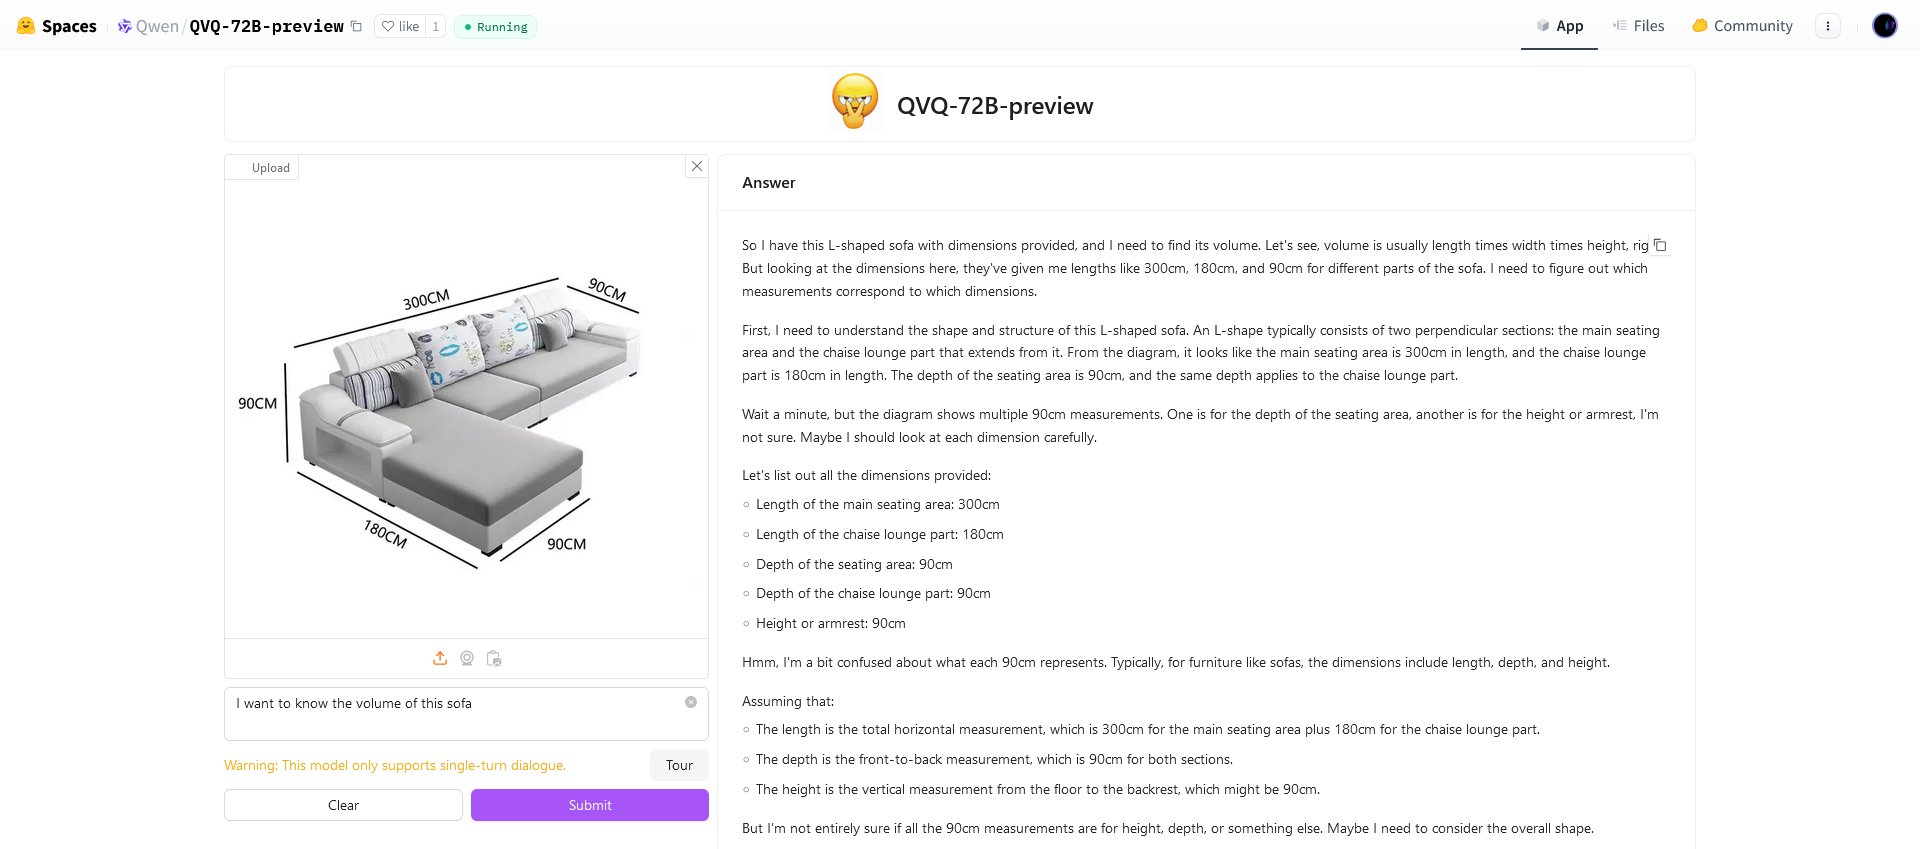 Spaces Qwen/QVQ-72B-preview like 1 Running App Files Community
QVQ-72B-preview
Upload
300CM
90CM
90CM
180CM
90CM
I want to know the volume of this sofa
Warning: This model only supports single-turn dialogue.
Tour
Clear
Submit
Answer
So I have this L-shaped sofa with dimensions provided, and I need to find its volume. Let's see, volume is usually length times width times height, rig
But looking at the dimensions here, they've given me lengths like 300cm, 180cm, and 90cm for different parts of the sofa. I need to figure out which
measurements correspond to which dimensions.
First, I need to understand the shape and structure of this L-shaped sofa. An L-shape typically consists of two perpendicular sections: the main seating
area and the chaise lounge part that extends from it. From the diagram, it looks like the main seating area is 300cm in length, and the chaise lounge
part is 180cm in length. The depth of the seating area is 90cm, and the same depth applies to the chaise lounge part.
Wait a minute, but the diagram shows multiple 90cm measurements. One is for the depth of the seating area, another is for the height or armrest, I'm
not sure. Maybe I should look at each dimension carefully.
Let's list out all the dimensions provided:
Length of the main seating area: 300cm
Length of the chaise lounge part: 180cm
Depth of the seating area: 90cm
Depth of the chaise lounge part: 90cm
Height or armrest: 90cm
Hmm, I'm a bit confused about what each 90cm represents. Typically, for furniture like sofas, the dimensions include length, depth, and height.
Assuming that:
The length is the total horizontal measurement, which is 300cm for the main seating area plus 180cm for the chaise lounge part.
The depth is the front-to-back measurement, which is 90cm for both sections.
The height is the vertical measurement from the floor to the backrest, which might be 90cm.
But I'm not entirely sure if all the 90cm measurements are for height, depth, or something else. Maybe I need to consider the overall shape.